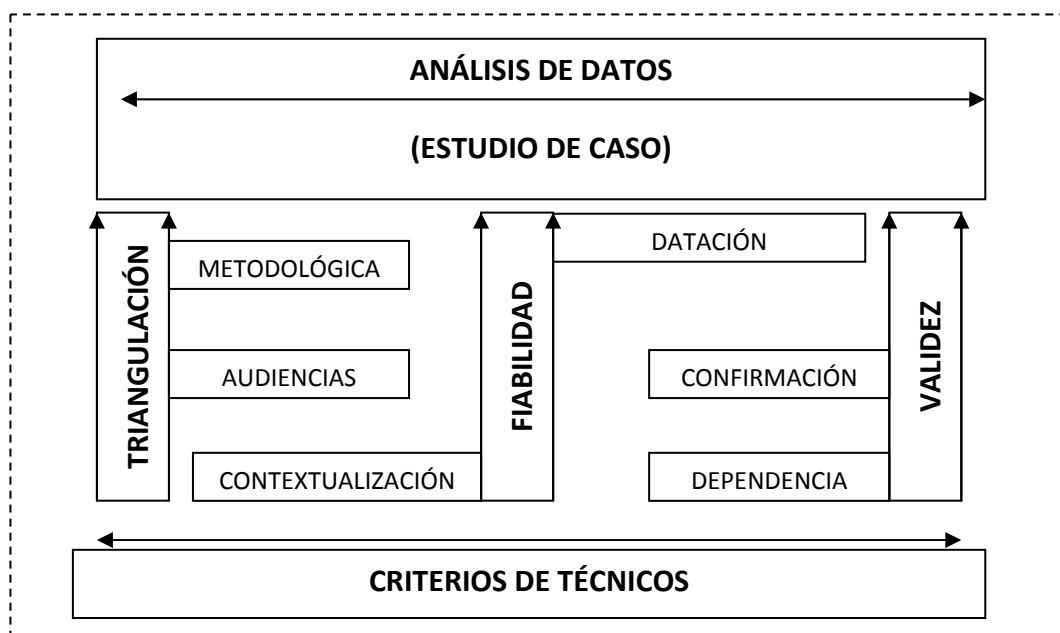 ANÁLISIS DE DATOS
(ESTUDIO DE CASO)
TRIANGULACIÓN
METODOLÓGICA
AUDIENCIAS
CONTEXTUALIZACIÓN
FIABILIDAD
DATACIÓN
CONFIRMACIÓN
DEPENDENCIA
VALIDEZ
CRITERIOS DE TÉCNICOS